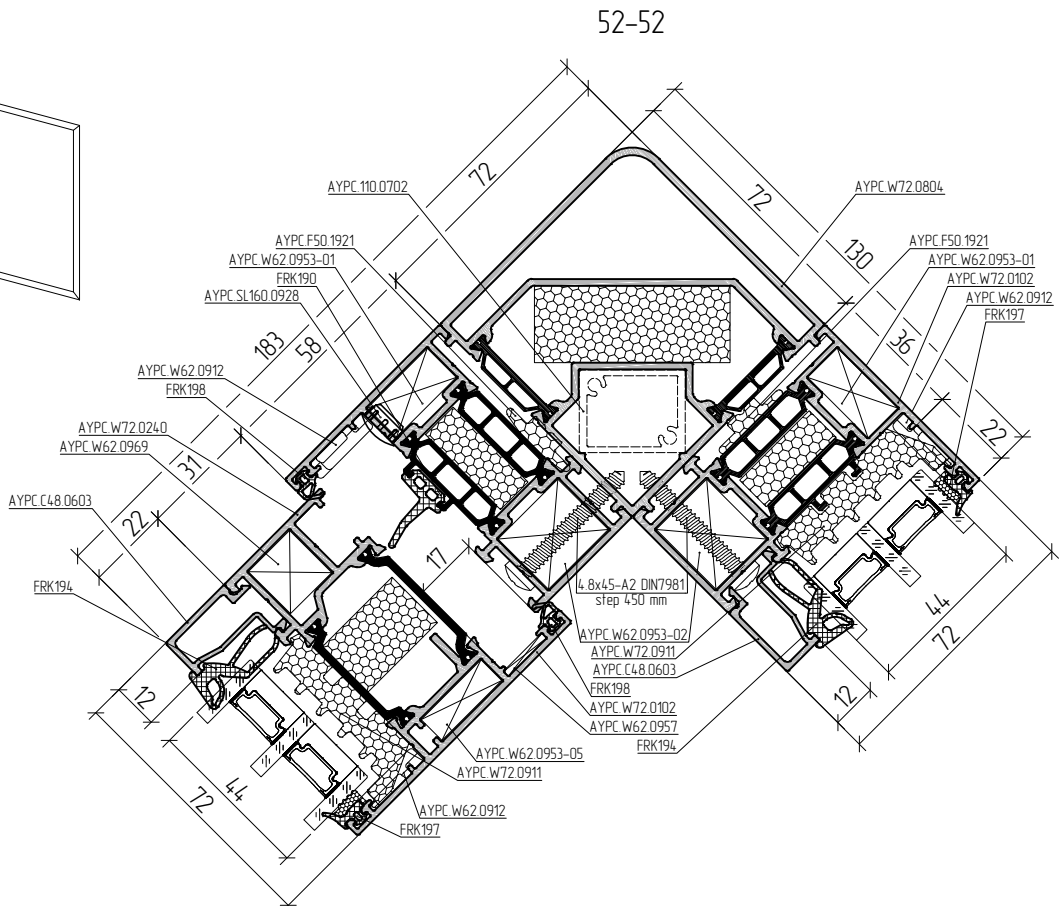 52–52
72
72
AYPC.110.0702
AYPC.W72.0804
AYPC.F50.1921
AYPC.W62.0953-01
FRK190
AYPC.SL160.0928
130
AYPC.F50.1921
AYPC.W62.0953-01
AYPC.W72.0102
AYPC.W62.0912
FRK197
183
58
36
AYPC.W62.0912
FRK198
AYPC.W72.0240
AYPC.W62.0969
22
31
AYPC.C48.0603
22
17
FRK194
4.8x45-A2 DIN7981
step 450 mm
44
72
AYPC.W62.0953-02
AYPC.W72.0911
AYPC.C48.0603
FRK198
AYPC.W72.0102
AYPC.W62.0957
FRK194
12
12
AYPC.W62.0953-05
AYPC.W72.0911
44
72
AYPC.W62.0912
FRK197